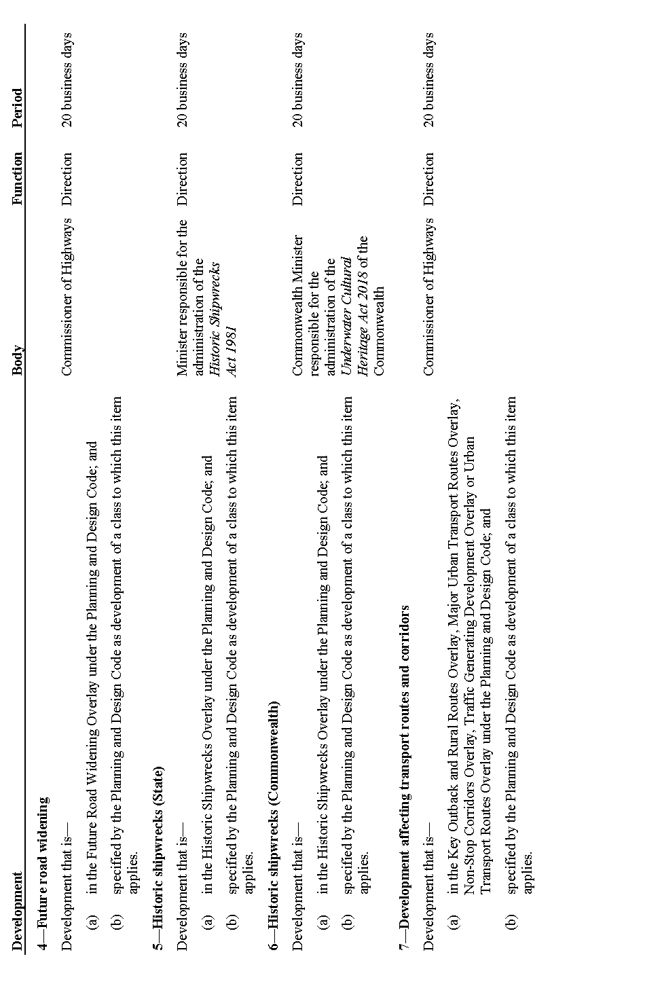 Development Body Function Period
4—Future road widening
Development that is— Commissioner of Highways Direction 20 business days
(a) in the Future Road Widening Overlay under the Planning and Design Code; and
(b) specified by the Planning and Design Code as development of a class to which this item
applies.
5—Historic shipwrecks (State)
Development that is— Minister responsible for the Direction 20 business days
administration of the
(a) in the Historic Shipwrecks Overlay under the Planning and Design Code; and Historic Shipwrecks
(b) specified by the Planning and Design Code as development of a class to which this item Act 1981
applies.
6—Historic shipwrecks (Commonwealth)
Development that is— Commonwealth Minister Direction 20 business days
responsible for the
(a) in the Historic Shipwrecks Overlay under the Planning and Design Code; and administration of the
(b) specified by the Planning and Design Code as development of a class to which this item Underwater Cultural
applies. Heritage Act 2018 of the
Commonwealth
7—Development affecting transport routes and corridors
Development that is— Commissioner of Highways Direction 20 business days
(a) in the Key Outback and Rural Routes Overlay, Major Urban Transport Routes Overlay,
Non-Stop Corridors Overlay, Traffic Generating Development Overlay or Urban
Transport Routes Overlay under the Planning and Design Code; and
(b) specified by the Planning and Design Code as development of a class to which this item
applies.